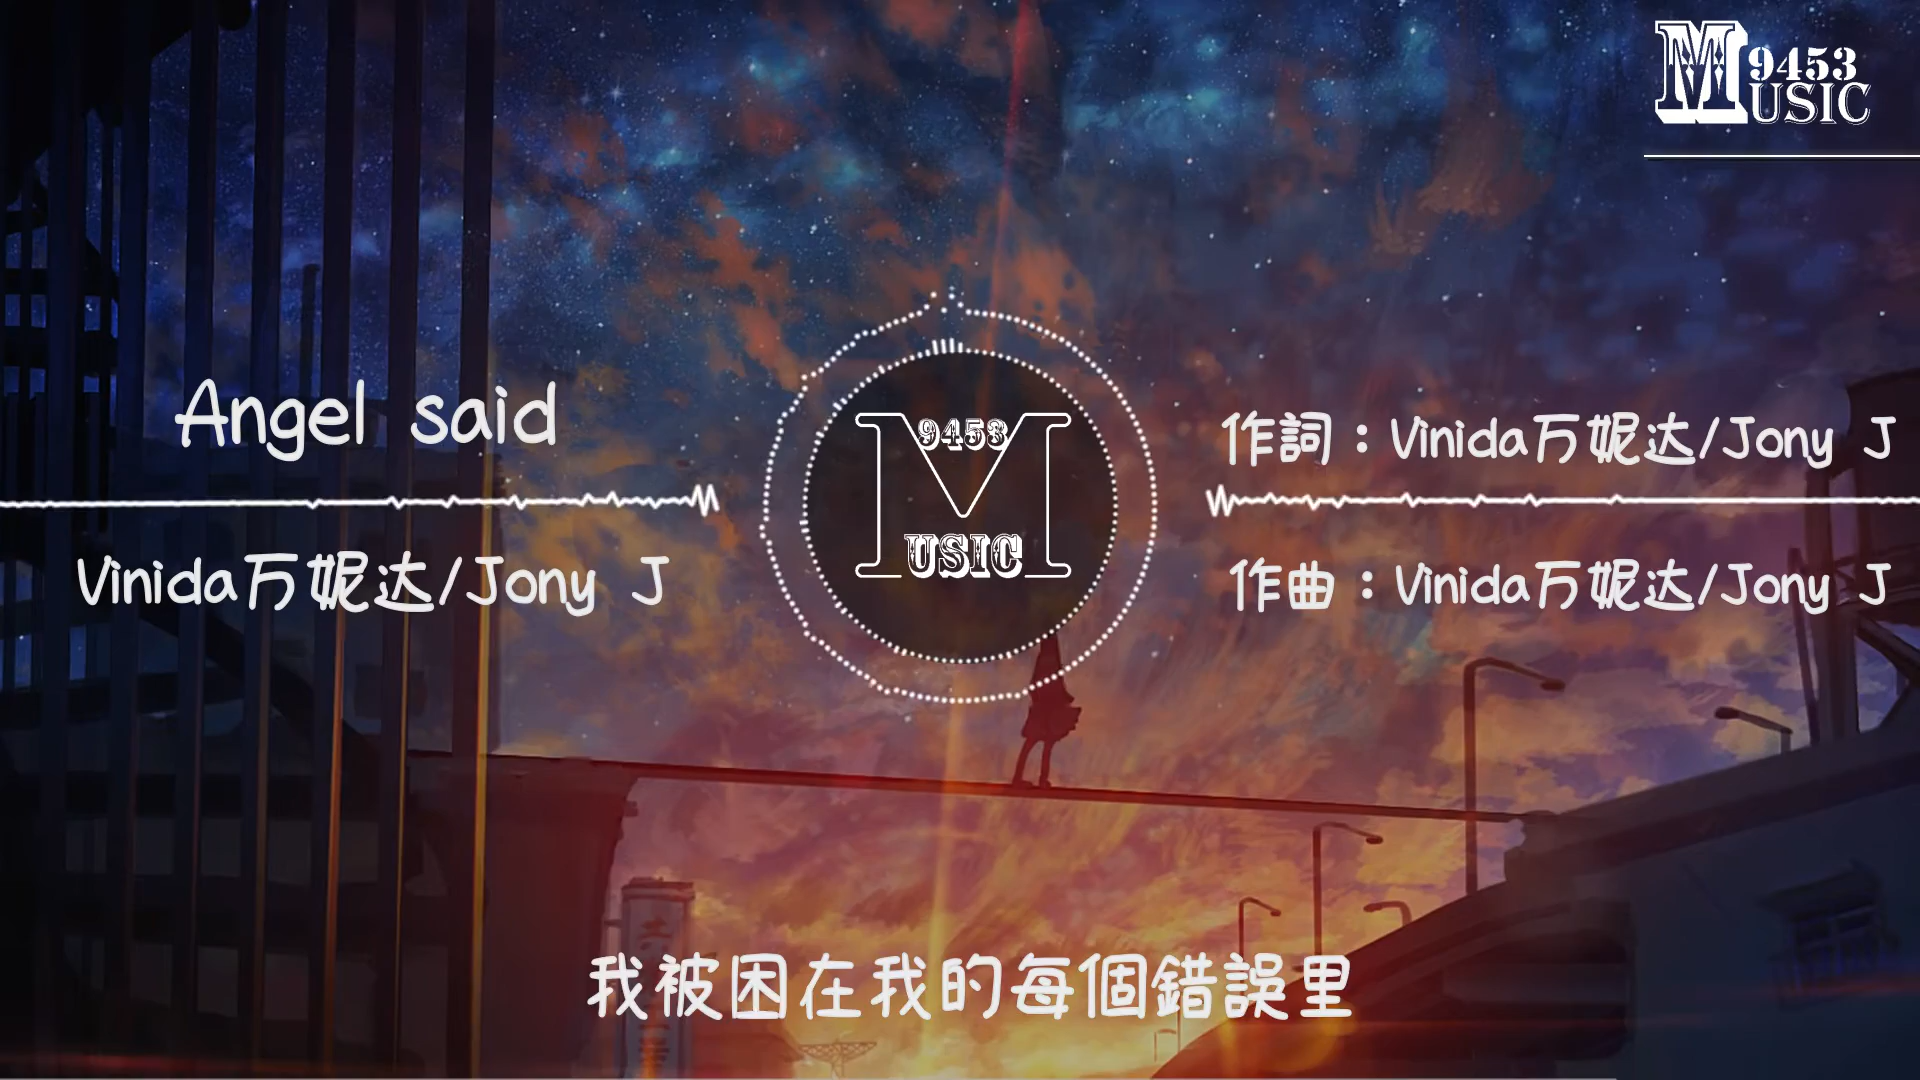 9453
MUSIC
Angel said
Vinida万妮达/Jony J
9453
MUSIC
作詞：Vinida万妮达/Jony J
作曲：Vinida万妮达/Jony J
我被困在我的每個錯誤里